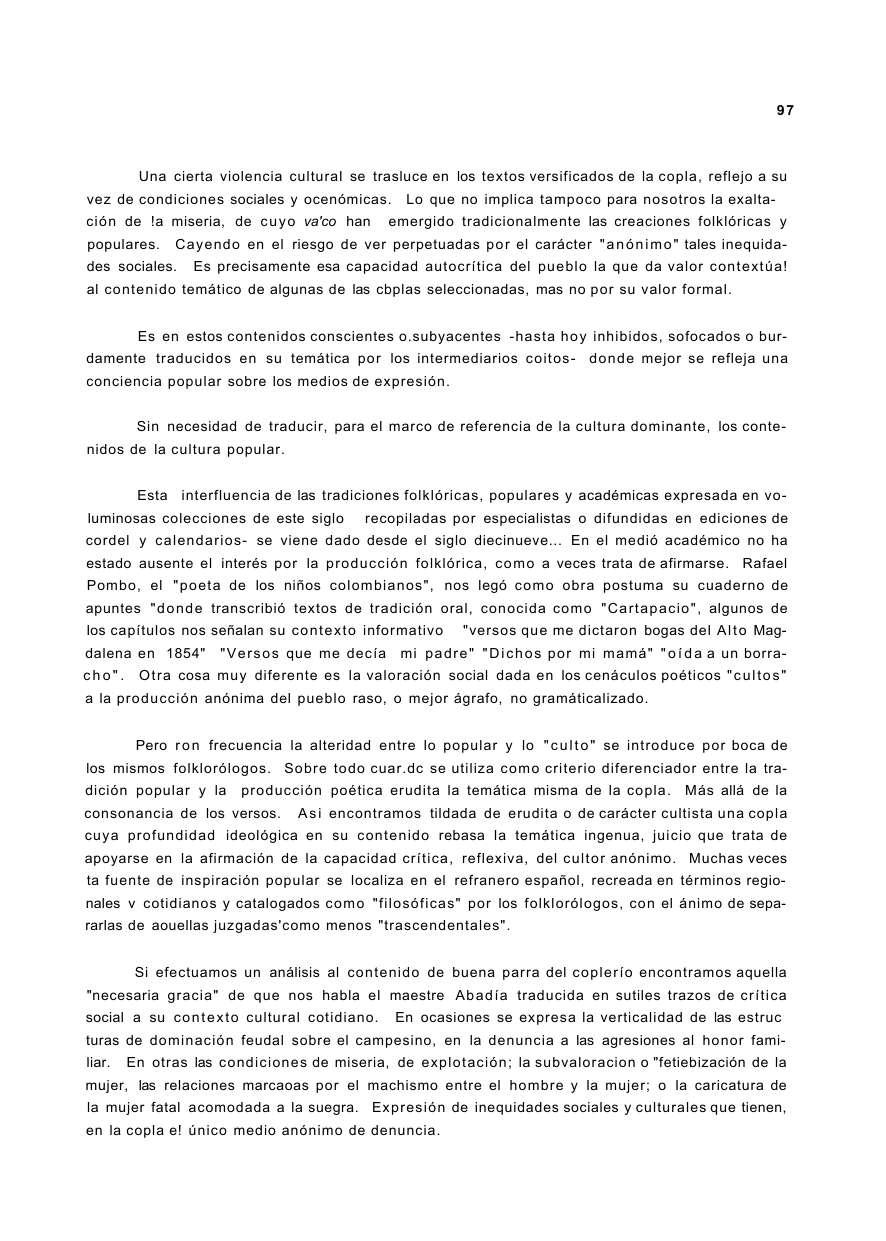 97
Una cierta violencia cultural se trasluce en los textos versificados de la copla, reflejo a su
vez de condiciones sociales y ocenómicas. Lo que no implica tampoco para nosotros la exalta-
ción de !a miseria, de cuyo va'co han emergido tradicionalmente las creaciones folklóricas y
populares. Cayendo en el riesgo de ver perpetuadas por el carácter "anónimo" tales inequida-
des sociales. Es precisamente esa capacidad autocrítica del pueblo la que da valor contextúa!
al contenido temático de algunas de las cbplas seleccionadas, mas no por su valor formal.
Es en estos contenidos conscientes o.subyacentes -hasta hoy inhibidos, sofocados o bur-
damente traducidos en su temática por los intermediarios coitos- donde mejor se refleja una
conciencia popular sobre los medios de expresión.
Sin necesidad de traducir, para el marco de referencia de la cultura dominante, los conte-
nidos de la cultura popular.
Esta interfluencia de las tradiciones folklóricas, populares y académicas expresada en vo-
luminosas colecciones de este siglo recopiladas por especialistas o difundidas en ediciones de
cordel y calendarios- se viene dado desde el siglo diecinueve... En el medió académico no ha
estado ausente el interés por la producción folklórica, como a veces trata de afirmarse. Rafael
Pombo, el "poeta de los niños colombianos", nos legó como obra postuma su cuaderno de
apuntes "donde transcribió textos de tradición oral, conocida como "Cartapacio", algunos de
los capítulos nos señalan su contexto informativo "versos que me dictaron bogas del Alto Mag-
dalena en 1854" "Versos que me decía mi padre" "Dichos por mi mamá" "oída a un borra-
cho". Otra cosa muy diferente es la valoración social dada en los cenáculos poéticos "cultos"
a la producción anónima del pueblo raso, o mejor ágrafo, no gramáticalizado.
Pero ron frecuencia la alteridad entre lo popular y lo "culto" se introduce por boca de
los mismos folklorólogos. Sobre todo cuar.dc se utiliza como criterio diferenciador entre la tra-
dición popular y la producción poética erudita la temática misma de la copla. Más allá de la
consonancia de los versos. Asi encontramos tildada de erudita o de carácter cultista una copla
cuya profundidad ideológica en su contenido rebasa la temática ingenua, juicio que trata de
apoyarse en la afirmación de la capacidad crítica, reflexiva, del cultor anónimo. Muchas veces
ta fuente de inspiración popular se localiza en el refranero español, recreada en términos regio-
nales v cotidianos y catalogados como "filosóficas" por los folklorólogos, con el ánimo de sepa-
rarlas de aouellas juzgadas'como menos "trascendentales".
Si efectuamos un análisis al contenido de buena parra del coplerío encontramos aquella
"necesaria gracia" de que nos habla el maestre Abadía traducida en sutiles trazos de crítica
social a su contexto cultural cotidiano. En ocasiones se expresa la verticalidad de las estruc
turas de dominación feudal sobre el campesino, en la denuncia a las agresiones al honor fami-
liar. En otras las condiciones de miseria, de explotación; la subvaloracion o "fetiebización de la
mujer, las relaciones marcaoas por el machismo entre el hombre y la mujer; o la caricatura de
la mujer fatal acomodada a la suegra. Expresión de inequidades sociales y culturales que tienen,
en la copla e! único medio anónimo de denuncia.